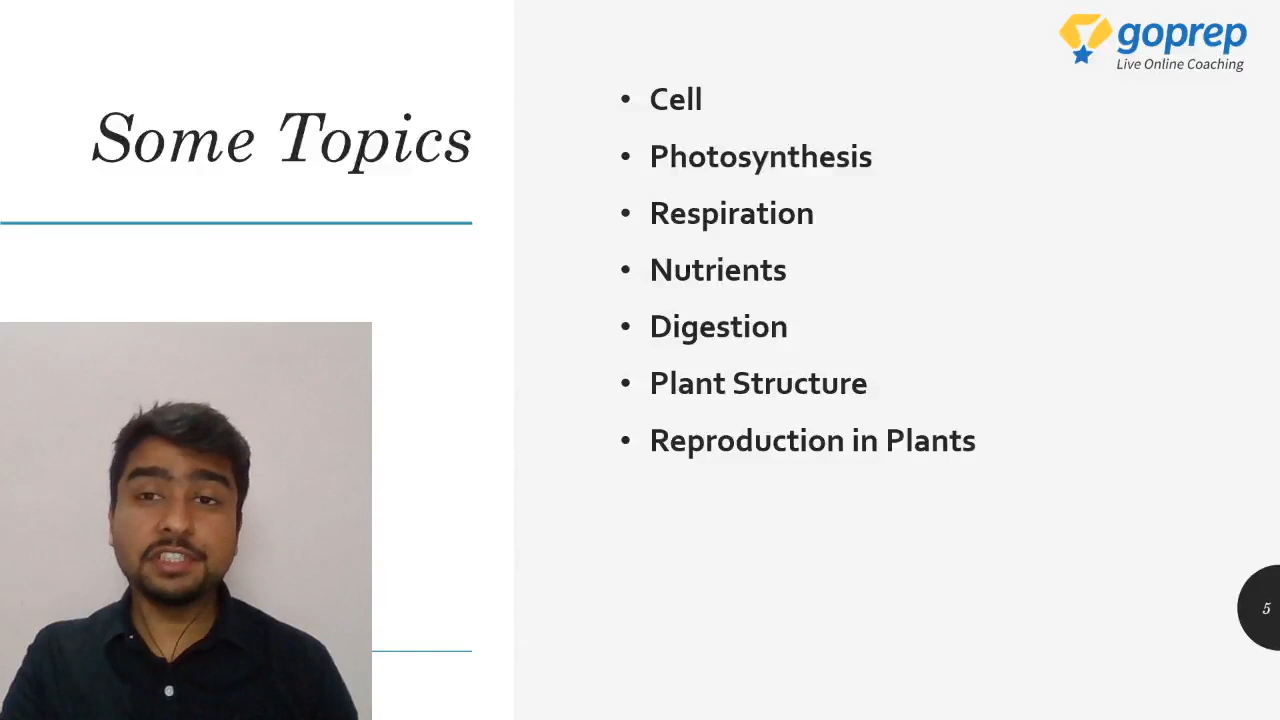 goprep
Live Online Coaching
Some Topics
• Cell
• Photosynthesis
• Respiration
• Nutrients
• Digestion
• Plant Structure
• Reproduction in Plants
5